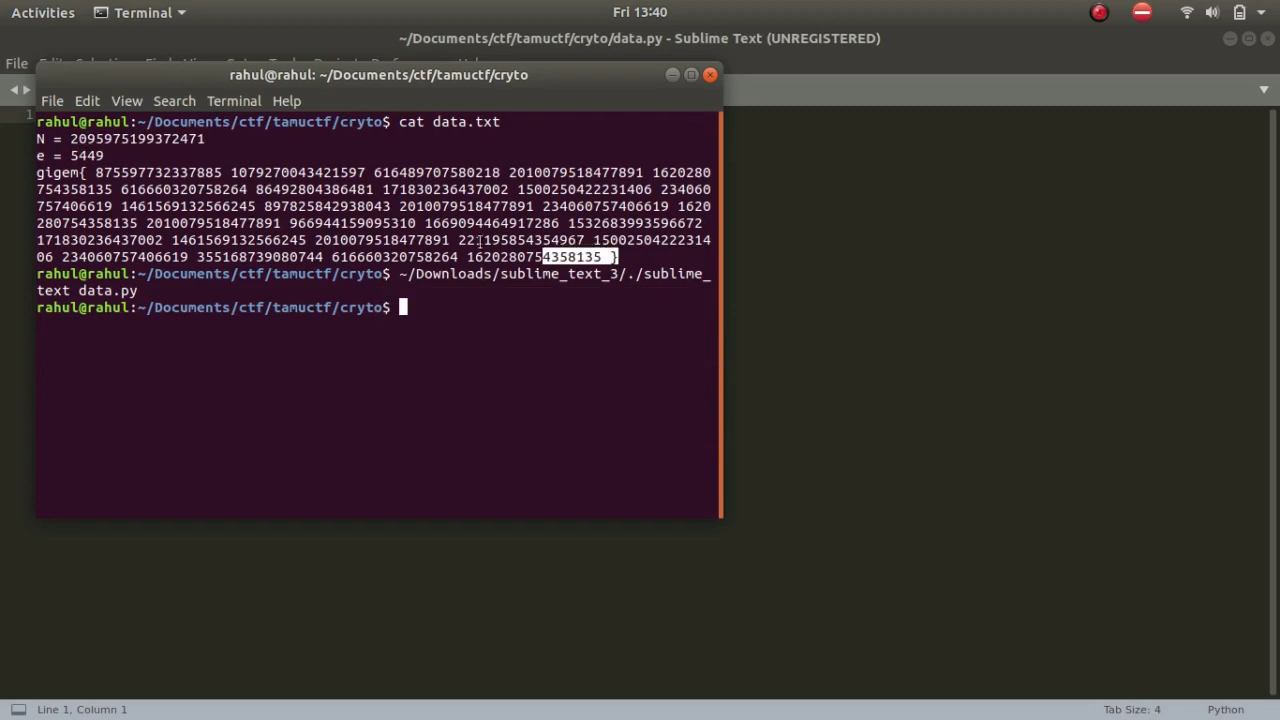 Activities Terminal Fri 13:40
~/Documents/ctf/tamuctf/cryto/data.py - Sublime Text (UNREGISTERED)
File
rahul@rahul: ~/Documents/ctf/tamuctf/cryto
File Edit View Search Terminal Help
1
rahul@rahul:~/Documents/ctf/tamuctf/cryto$ cat data.txt
N = 2095975199372471
e = 5449
gigem{ 875597732337885 1079270043421597 616489707580218 2010079518477891 1620280
754358135 616660320758264 86492804386481 171830236437002 1500250422231406 234060
757406619 1461569132566245 897825842938043 2010079518477891 234060757406619 1620
280754358135 2010079518477891 966944159095310 1669094464917286 1532683993596672
171830236437002 1461569132566245 2010079518477891 15002504222314
06 234060757406619 355168739080744 616660320758264 1620280754358135 }
rahul@rahul:~/Documents/ctf/tamuctf/cryto$ ~/Downloads/sublime_text_3/./sublime_
text data.py
rahul@rahul:~/Documents/ctf/tamuctf/cryto$
Line 1, Column 1 Tab Size: 4 Python